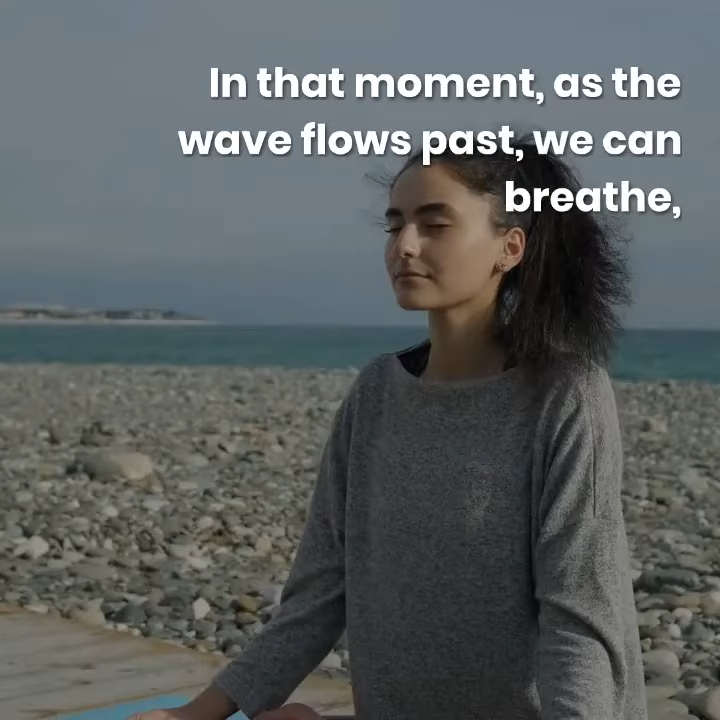 In that moment, as the
wave flows past, we can
breathe,